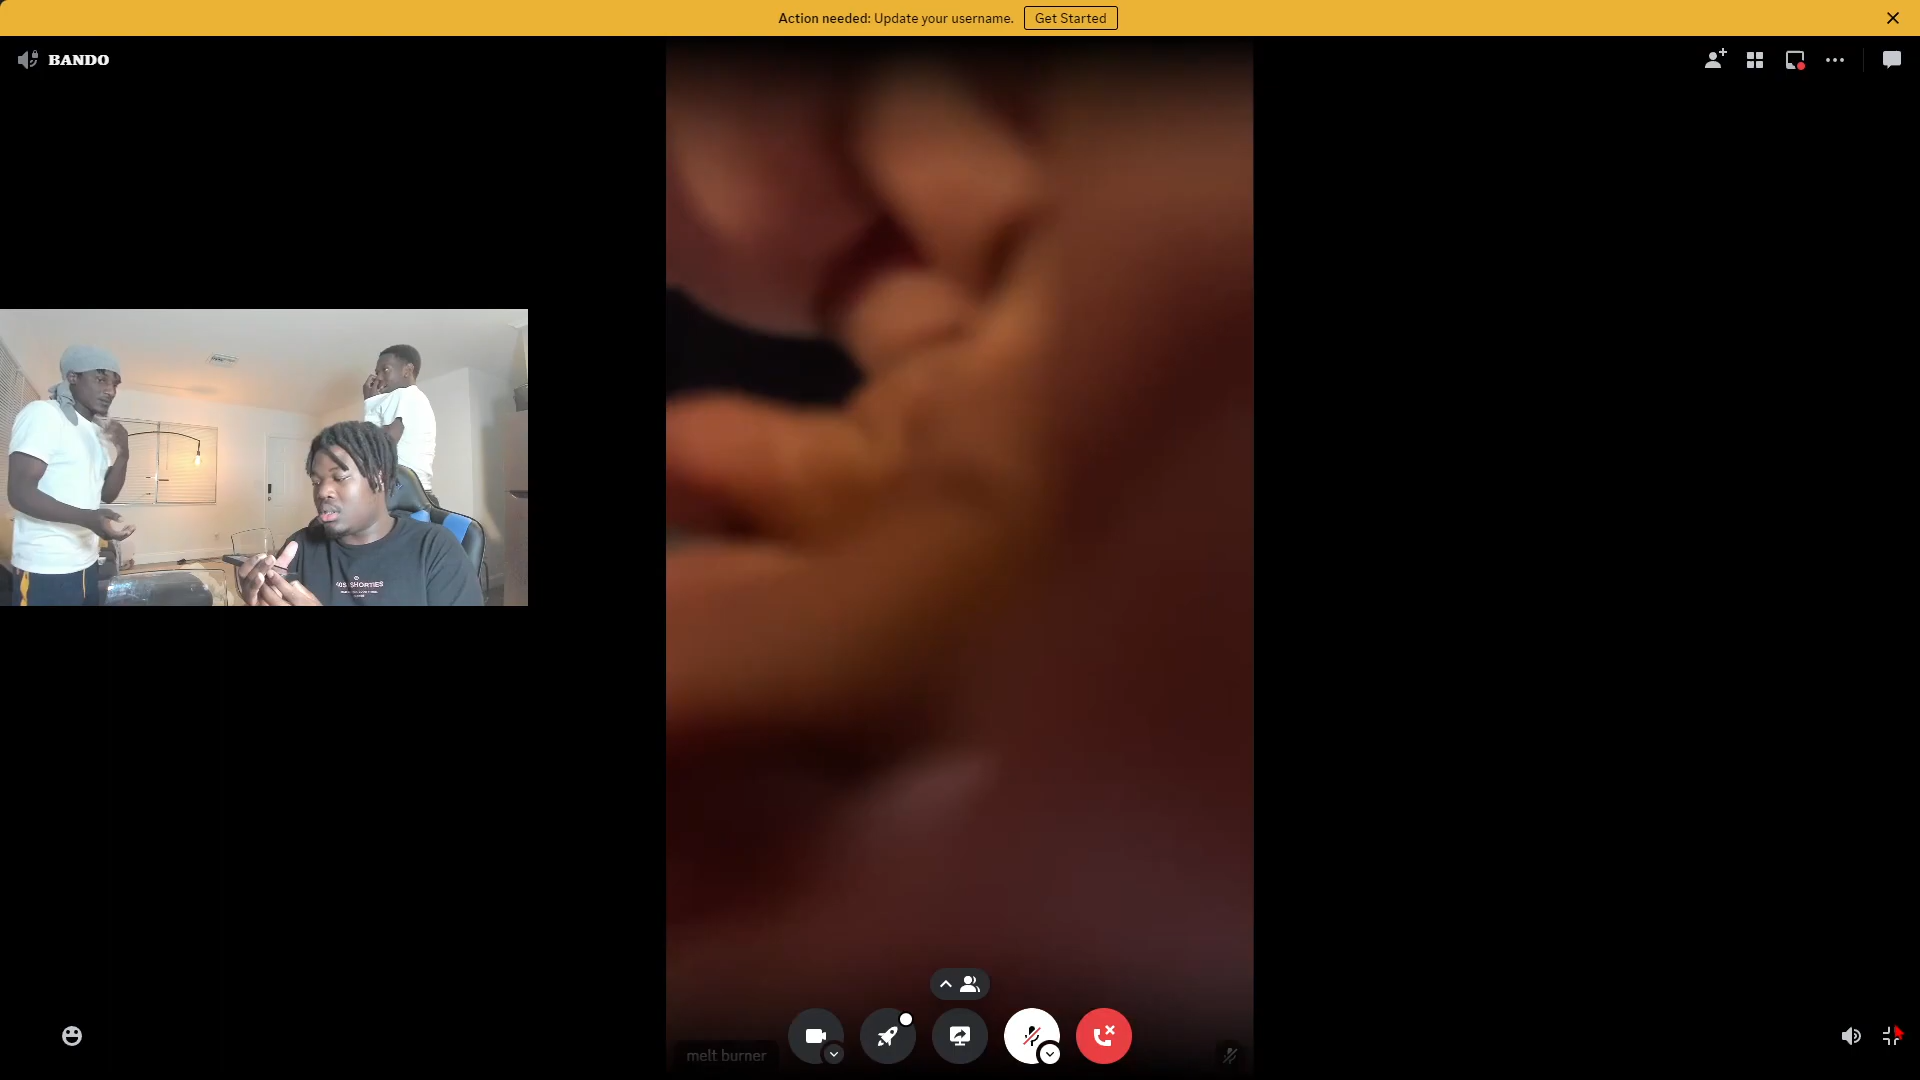 Action needed: Update your username. Get Started
BANDO
SHORTIES
melt burner